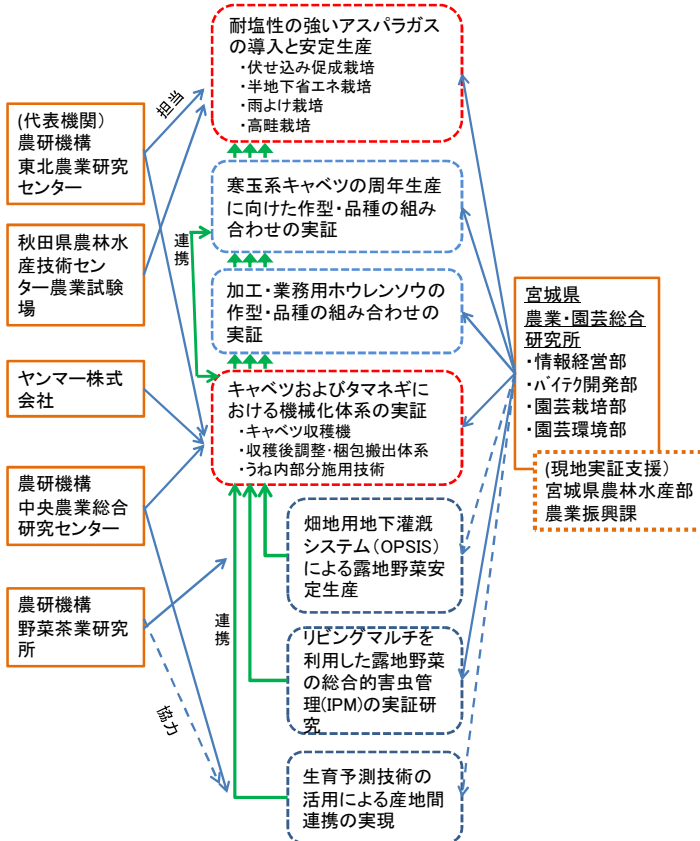 耐塩性の強いアスパラガス
の導入と安定生産
・伏せ込み促成栽培
・半地下省エネ栽培
・雨よけ栽培
・高畦栽培
担当
(代表機関)
農研機構
東北農業研究
センター
寒玉系キャベツの周年生産
に向けた作型・品種の組み
合わせの実証
連携
秋田県農林水
産技術セン
ター農業試験
場
加工・業務用ホウレンソウの
作型・品種の組み合わせの
実証
宮城県
農業・園芸総合
研究所
・情報経営部
・バイテク開発部
・園芸栽培部
・園芸環境部
(現地実証支援)
宮城県農林水産部
農業振興課
ヤンマー株式
会社
キャベツおよびタマネギに
おける機械化体系の実証
・キャベツ収穫機
・収穫後調整・梱包搬出体系
・うね内部分施用技術
農研機構
中央農業総合
研究センター
畑地用地下灌漑
システム(OPSIS)
による露地野菜安
定生産
農研機構
野菜茶業研究
所
連携
リビングマルチを
利用した露地野菜
の総合的害虫管
理(IPM)の実証研
究
協力
生育予測技術の
活用による産地間
連携の実現